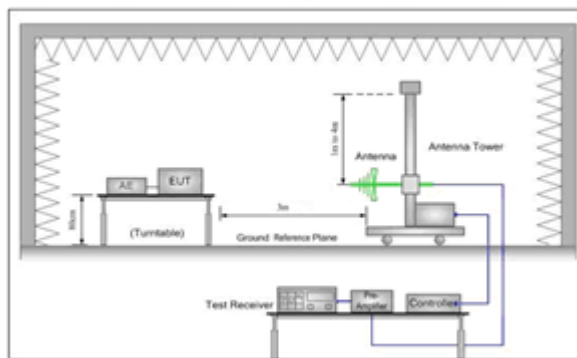 1m to 4m
Antenna
Antenna Tower
AE
EUT
80cm
3m
(Turntable)
Ground Reference Plane
Test Receiver
Pre-
Amplifier
Controller